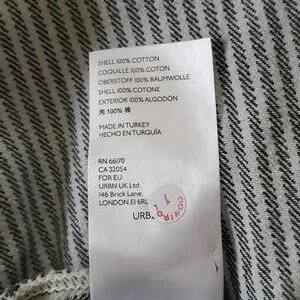 SHELL 100% COTTON
COQUILLE 100% COTON
OBERSTOFF 100% BAUMWOLLE
SHELL 100% COTONE
EXTERIOR 100% ALGODÓN
100% 棉
MADE IN TURKEY
HECHO EN TURQUÍA
RN 66170
CA 32054
FOR EU
URBN UK Ltd.
146 Brick Lane,
LONDON E1 6RU
URB
CONTROL
1